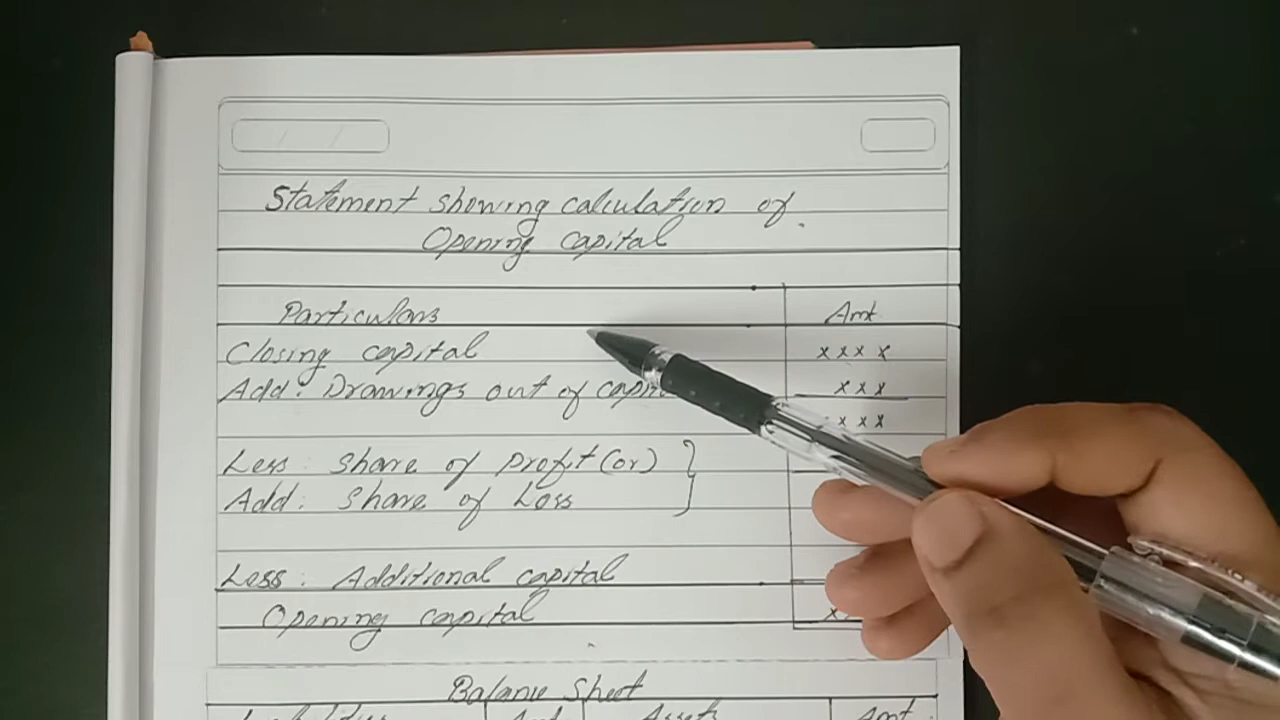 Statement showing calculation of
Opening capital
Particulars Amt
Closing capital xxxx
Add: Drawings out of xxx
xxx
Less: share of profit (or)
Add: share of Loss
Less: Additional capital
Opening capital
Balance Sheet
Amt Assets Amt